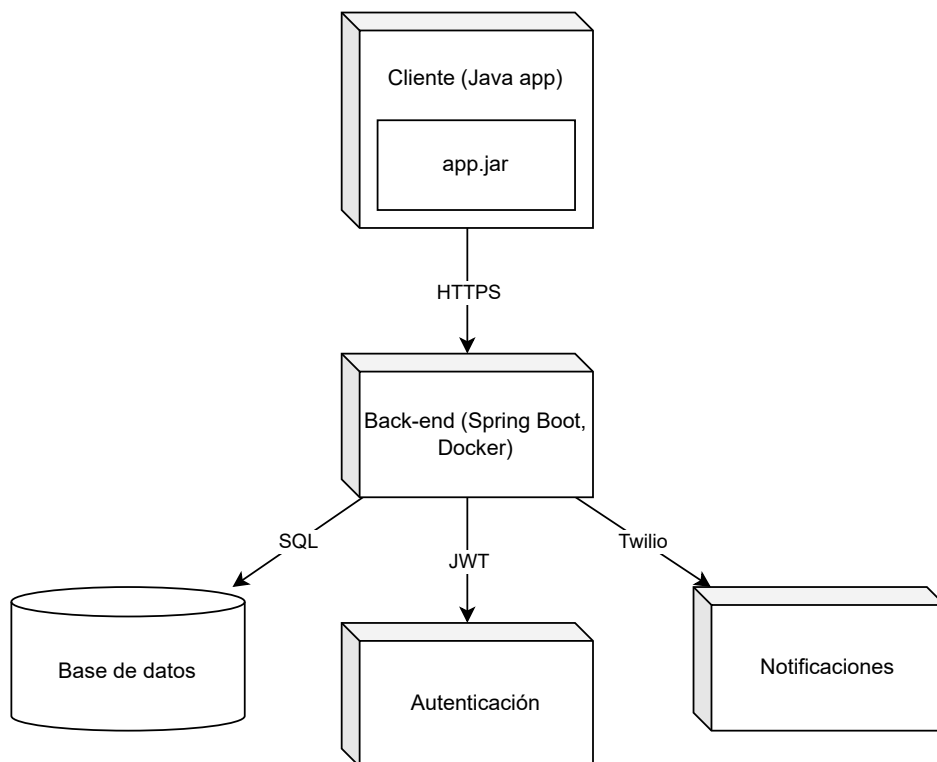 Cliente (Java app)
app.jar
HTTPS
Back-end (Spring Boot,
Docker)
SQL
JWT
Twilio
Base de datos
Autenticación
Notificaciones